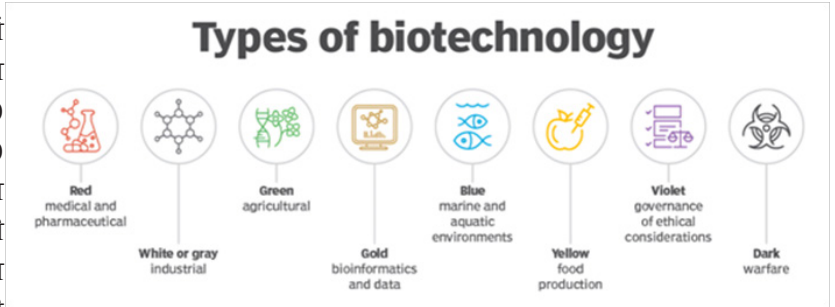 Types of biotechnology
Red
medical and
pharmaceutical
White or gray
industrial
Green
agricultural
Gold
bioinformatics
and data
Blue
marine and
aquatic
environments
Yellow
food
production
Violet
governance
of ethical
considerations
Dark
warfare